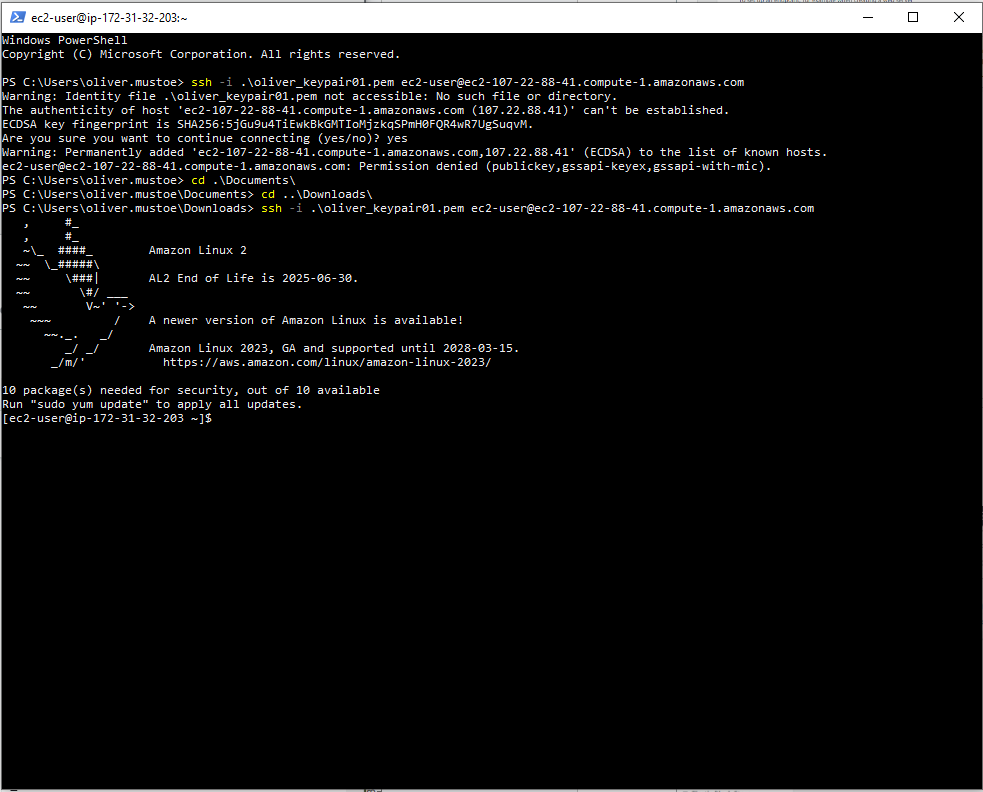 ec2-user@ip-172-31-32-203:~
Windows PowerShell
Copyright (C) Microsoft Corporation. All rights reserved.
PS C:\Users\oliver.mustoe> ssh -i .\oliver_keypair01.pem ec2-user@ec2-107-22-88-41.compute-1.amazonaws.com
Warning: Identity file .\oliver_keypair01.pem not accessible: No such file or directory.
The authenticity of host 'ec2-107-22-88-41.compute-1.amazonaws.com (107.22.88.41)' can't be established.
ECDSA key fingerprint is SHA256:5jGu9u4TiEwkBkGMTIoMjzkqSPmH0FQR4wR7UgSuqvM.
Are you sure you want to continue connecting (yes/no)? yes
Warning: Permanently added 'ec2-107-22-88-41.compute-1.amazonaws.com,107.22.88.41' (ECDSA) to the list of known hosts.
ec2-user@ec2-107-22-88-41.compute-1.amazonaws.com: Permission denied (publickey,gssapi-keyex,gssapi-with-mic).
PS C:\Users\oliver.mustoe> cd .\Documents\
PS C:\Users\oliver.mustoe\Documents> cd ..\Downloads\
PS C:\Users\oliver.mustoe\Downloads> ssh -i .\oliver_keypair01.pem ec2-user@ec2-107-22-88-41.compute-1.amazonaws.com
   ,     #_
   ,     #_
   ~\_  ####_        Amazon Linux 2
  ~~  \_#####\
  ~~     \###|       AL2 End of Life is 2025-06-30.
  ~~       \#/ ___
   ~~       V~' '->
    ~~~         /    A newer version of Amazon Linux is available!
      ~~._.   _/
         _/ _/       Amazon Linux 2023, GA and supported until 2028-03-15.
       _/m/'           https://aws.amazon.com/linux/amazon-linux-2023/
10 package(s) needed for security, out of 10 available
Run "sudo yum update" to apply all updates.
[ec2-user@ip-172-31-32-203 ~]$